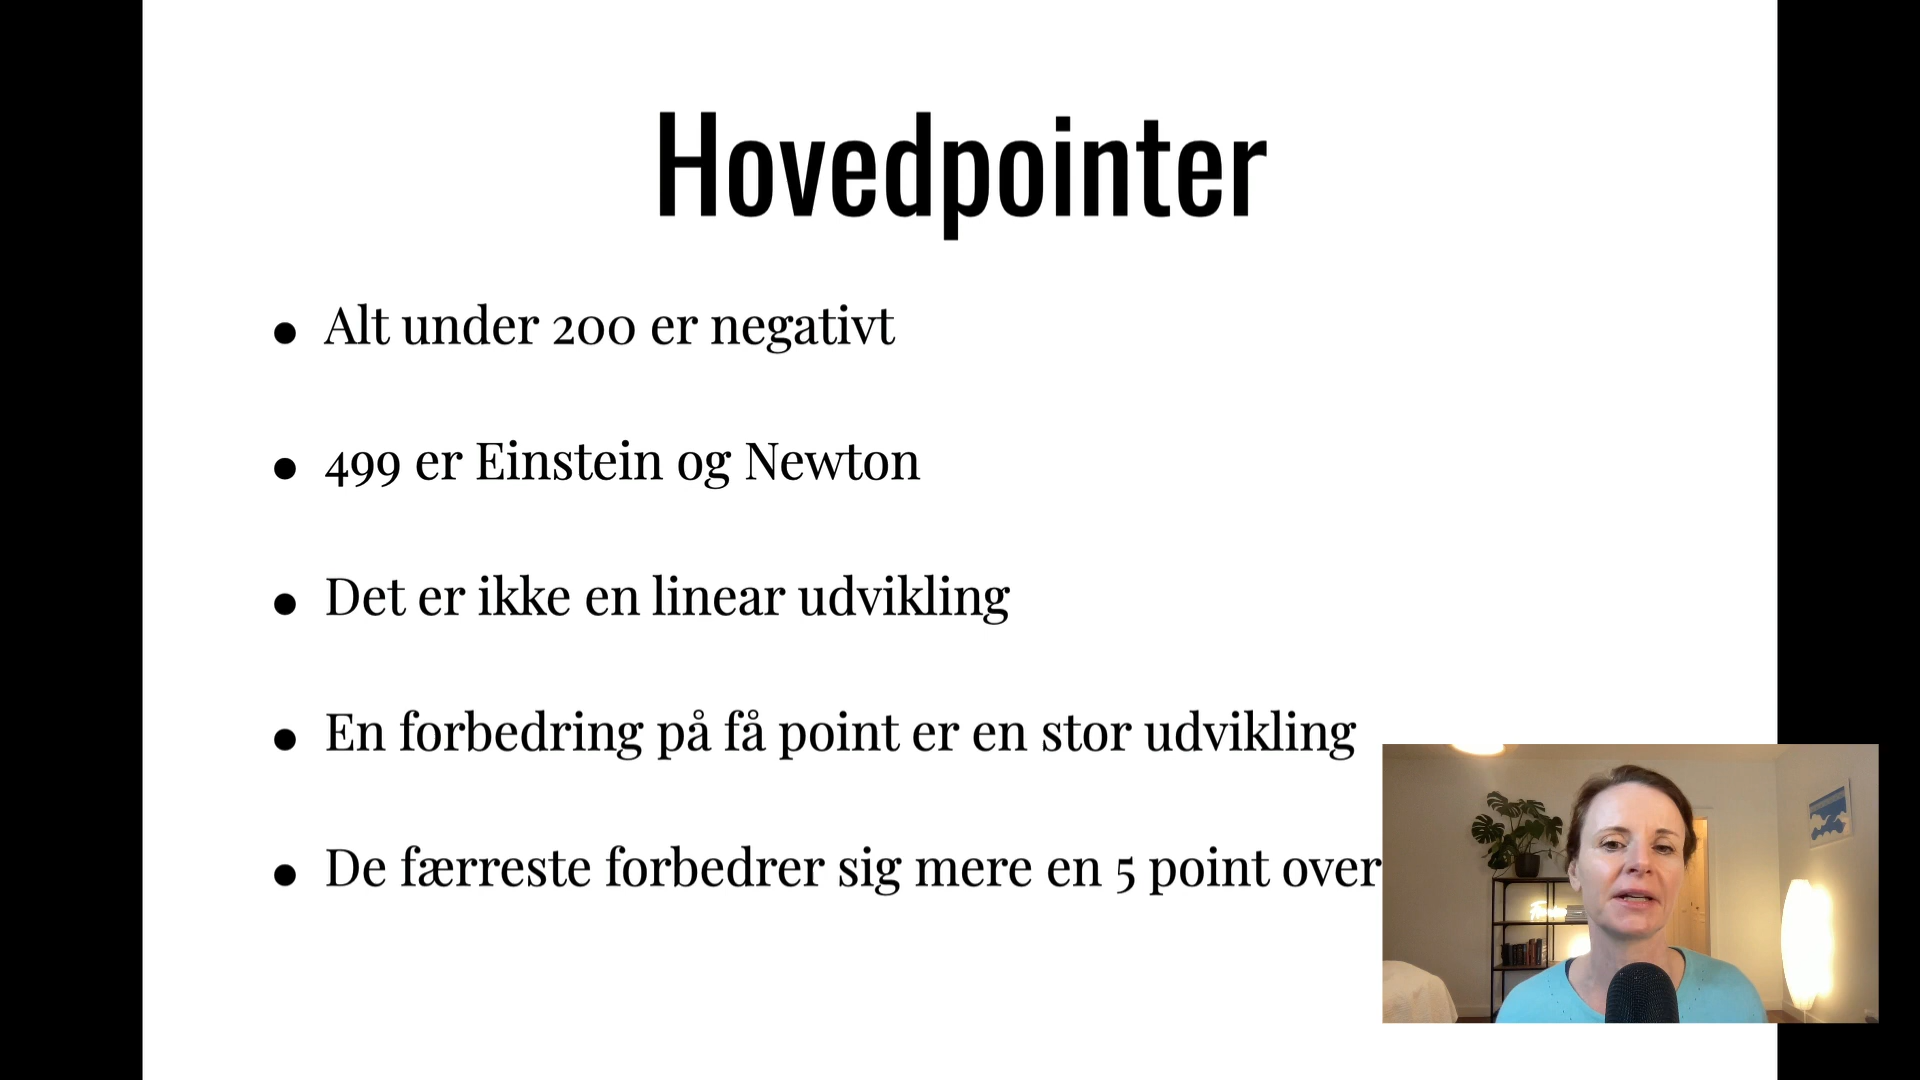 Hovedpointer
• Alt under 200 er negativt
• 499 er Einstein og Newton
• Det er ikke en linear udvikling
• En forbedring på få point er en stor udvikling
• De færreste forbedrer sig mere en 5 point over